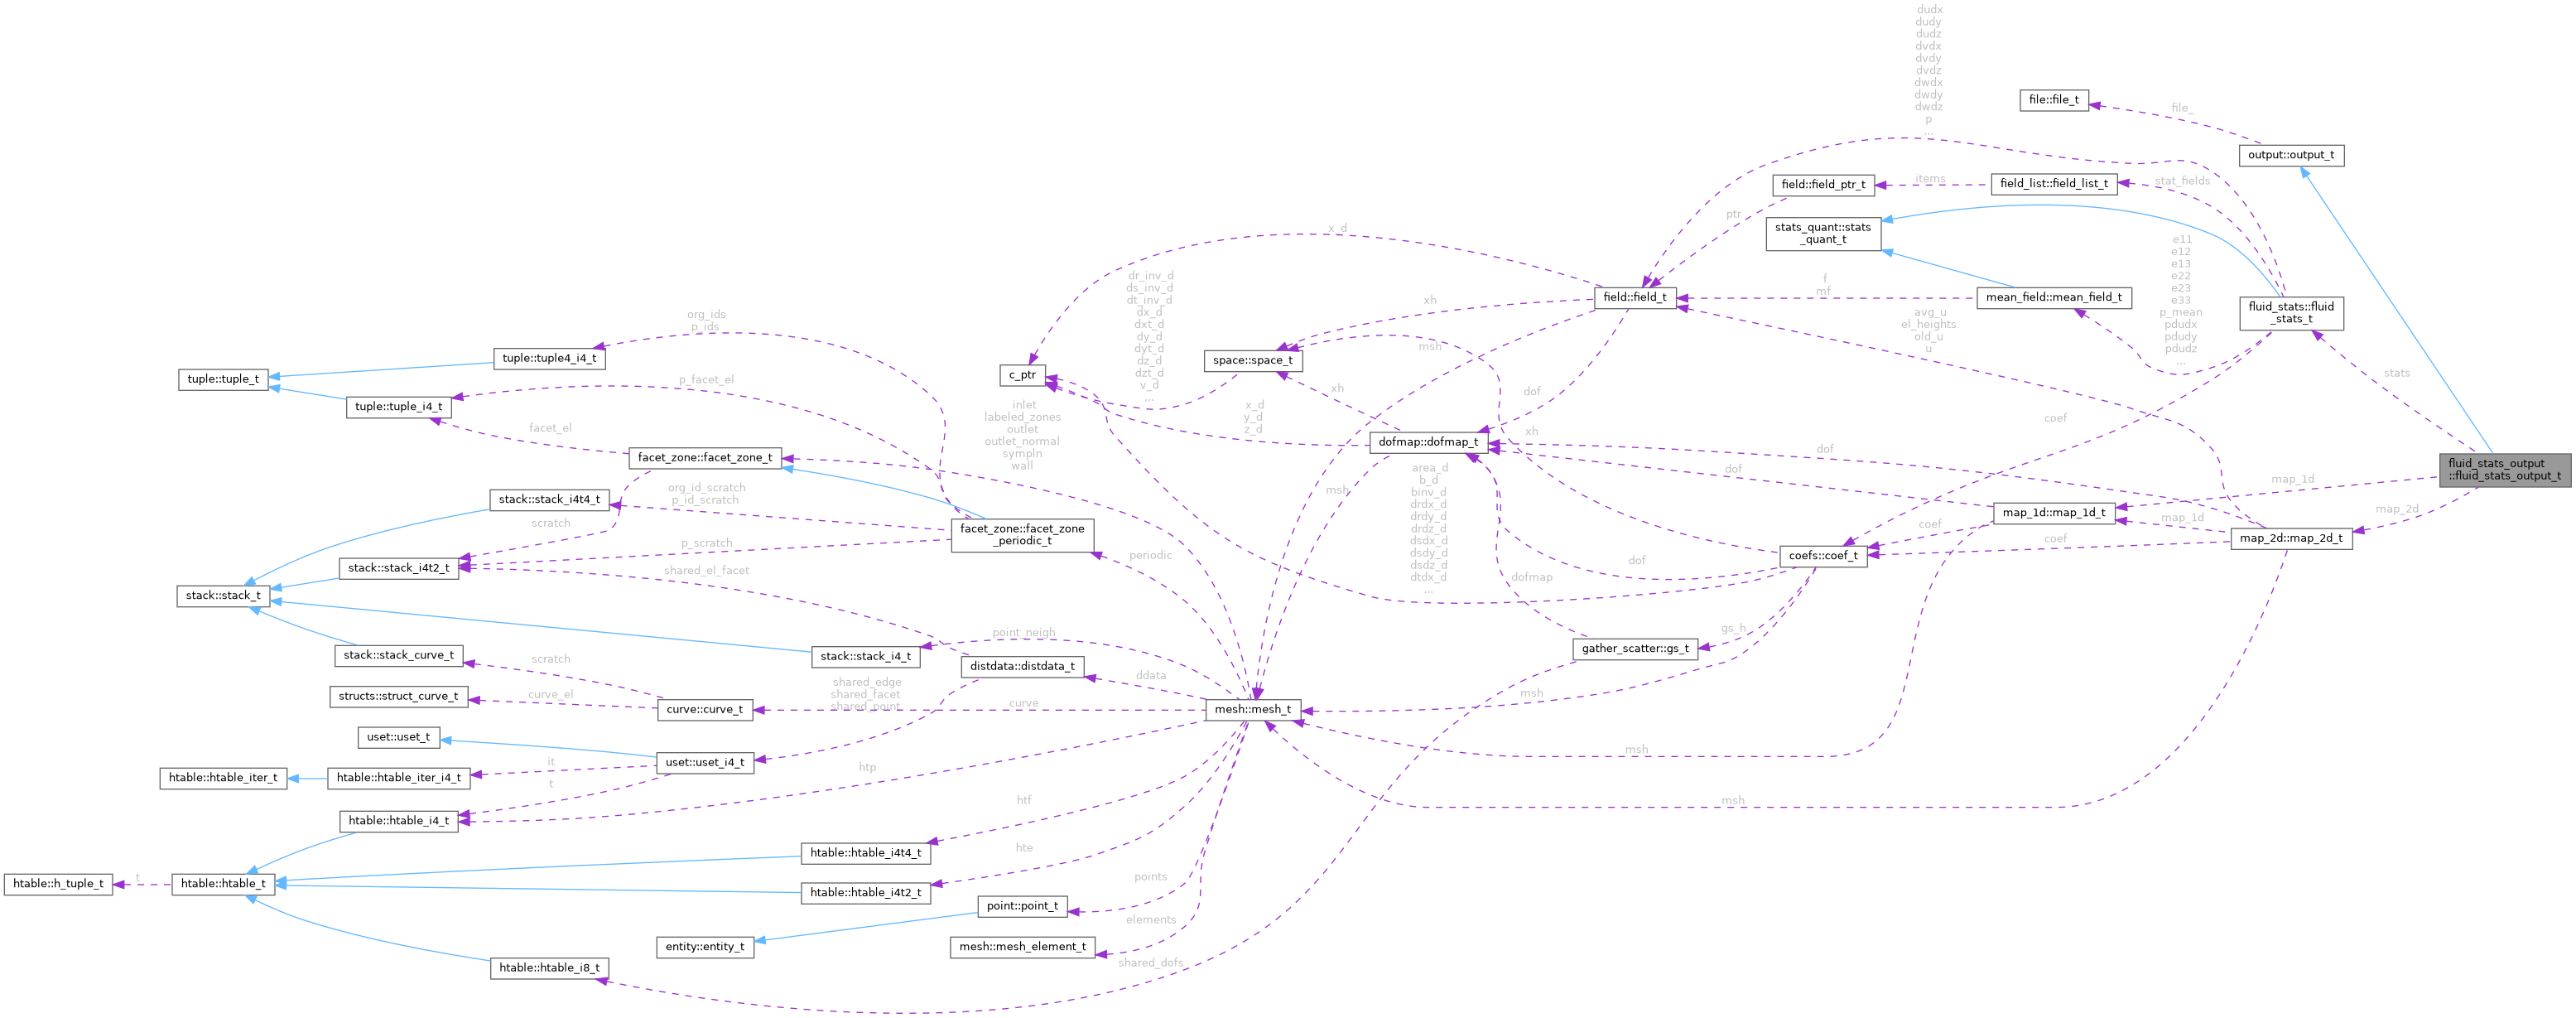 dudx
dudy
dudz
dvdx
dvdy
dvdz
dwdx
dwdy
dwdz
p
...
file::file_t
file_
output::output_t
field::field_ptr_t
items
field_list::field_list_t
stat_fields
ptr
stats_quant::stats
_quant_t
x_d
e11
e12
e13
e22
e23
e33
p_mean
pdudx
pdudy
pdudz
...
dr_inv_d
ds_inv_d
dt_inv_d
dx_d
dxt_d
dy_d
dyt_d
dz_d
dzt_d
v_d
...
xh
field::field_t
f
mf
mean_field::mean_field_t
fluid_stats::fluid
_stats_t
org_ids
p_ids
avg_u
el_heights
old_u
u
msh
tuple::tuple4_i4_t
space::space_t
c_ptr
tuple::tuple_t
p_facet_el
xh
dof
stats
tuple::tuple_i4_t
inlet
labeled_zones
outlet
outlet_normal
sympln
wall
x_d
y_d
z_d
coef
facet_el
dofmap::dofmap_t
xh
dof
facet_zone::facet_zone_t
dof
fluid_stats_output
::fluid_stats_output_t
area_d
b_d
binv_d
drdx_d
drdy_d
drdz_d
dsdx_d
dsdy_d
dsdz_d
dtdx_d
...
map_1d
org_id_scratch
p_id_scratch
msh
stack::stack_i4t4_t
map_2d
map_1d::map_1d_t
map_1d
scratch
facet_zone::facet_zone
_periodic_t
coef
coef
map_2d::map_2d_t
p_scratch
periodic
coefs::coef_t
dof
stack::stack_i4t2_t
shared_el_facet
dofmap
stack::stack_t
point_neigh
gs_h
stack::stack_curve_t
scratch
stack::stack_i4_t
distdata::distdata_t
gather_scatter::gs_t
ddata
structs::struct_curve_t
curve_el
shared_edge
shared_facet
shared_point
msh
curve::curve_t
curve
mesh::mesh_t
uset::uset_t
msh
it
uset::uset_i4_t
htp
htable::htable_iter_t
htable::htable_iter_i4_t
t
htf
msh
htable::htable_i4_t
hte
htable::htable_i4t4_t
htable::h_tuple_t
t
htable::htable_t
htable::htable_i4t2_t
points
point::point_t
elements
entity::entity_t
mesh::mesh_element_t
shared_dofs
htable::htable_i8_t